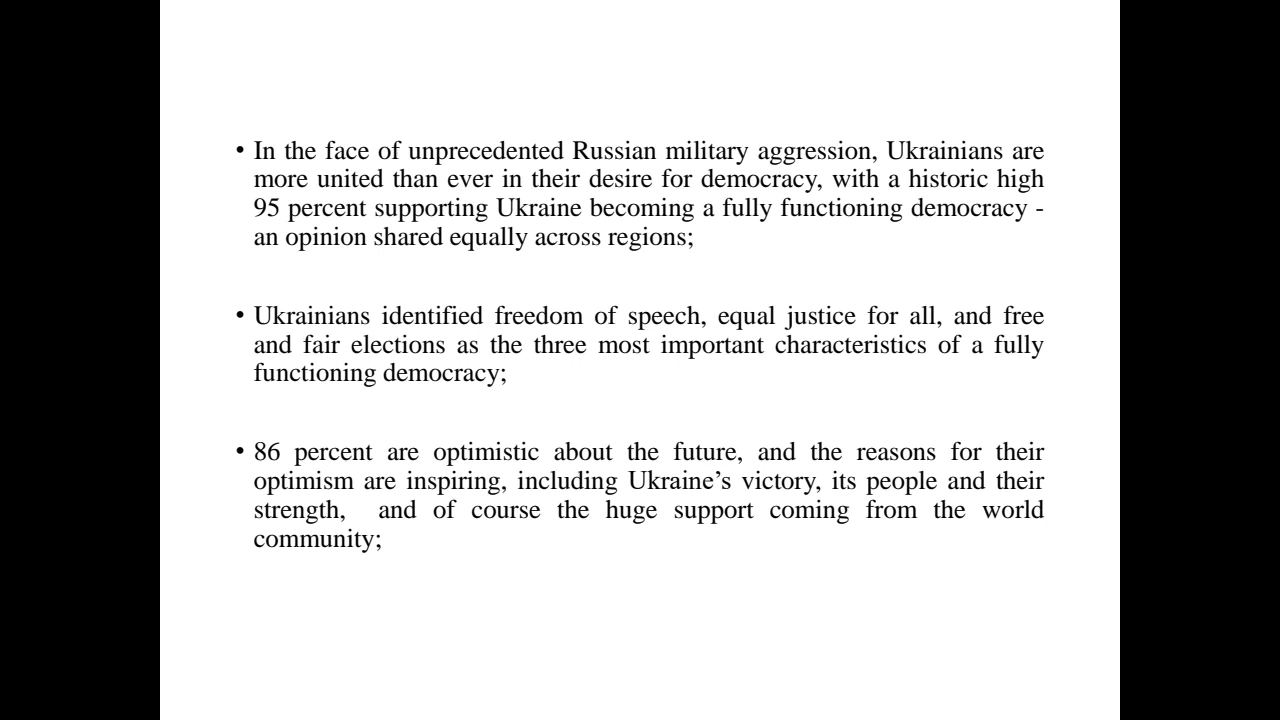 • In the face of unprecedented Russian military aggression, Ukrainians are
more united than ever in their desire for democracy, with a historic high
95 percent supporting Ukraine becoming a fully functioning democracy -
an opinion shared equally across regions;
• Ukrainians identified freedom of speech, equal justice for all, and free
and fair elections as the three most important characteristics of a fully
functioning democracy;
• 86 percent are optimistic about the future, and the reasons for their
optimism are inspiring, including Ukraine’s victory, its people and their
strength, and of course the huge support coming from the world
community;